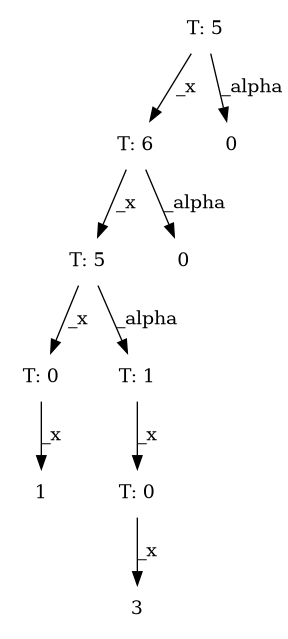 T: 5
_x _alpha
T: 6 0
_x _alpha
T: 5 0
_x _alpha
T: 0 T: 1
_x _x
1 T: 0
_x
3